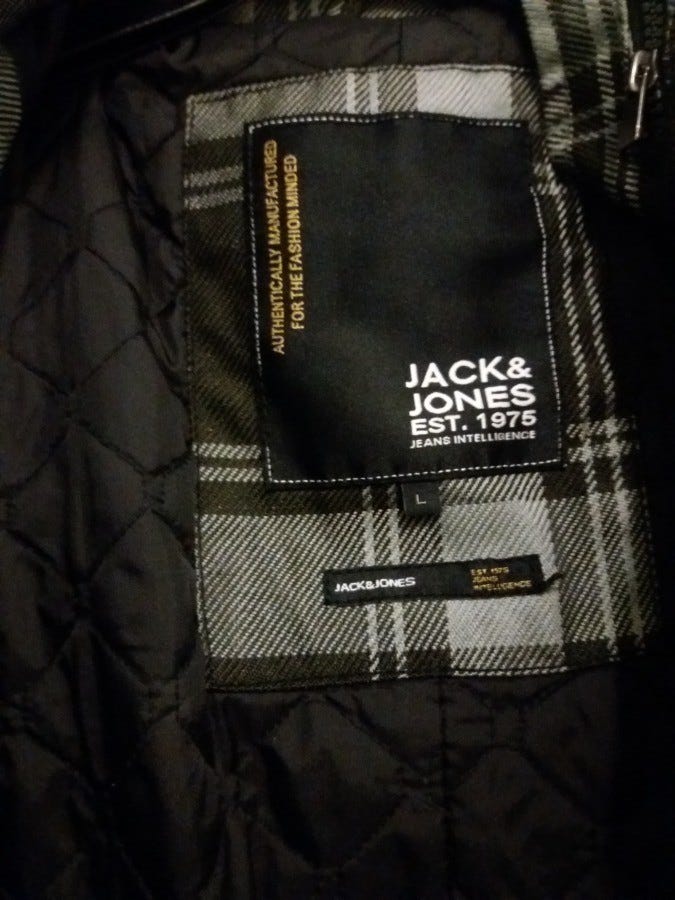 AUTHENTICALLY MANUFACTURED
FOR THE FASHION MINDED
JACK&
JONES
EST. 1975
JEANS INTELLIGENCE
L
JACK&JONES
EST. 1975
JEANS
INTELLIGENCE